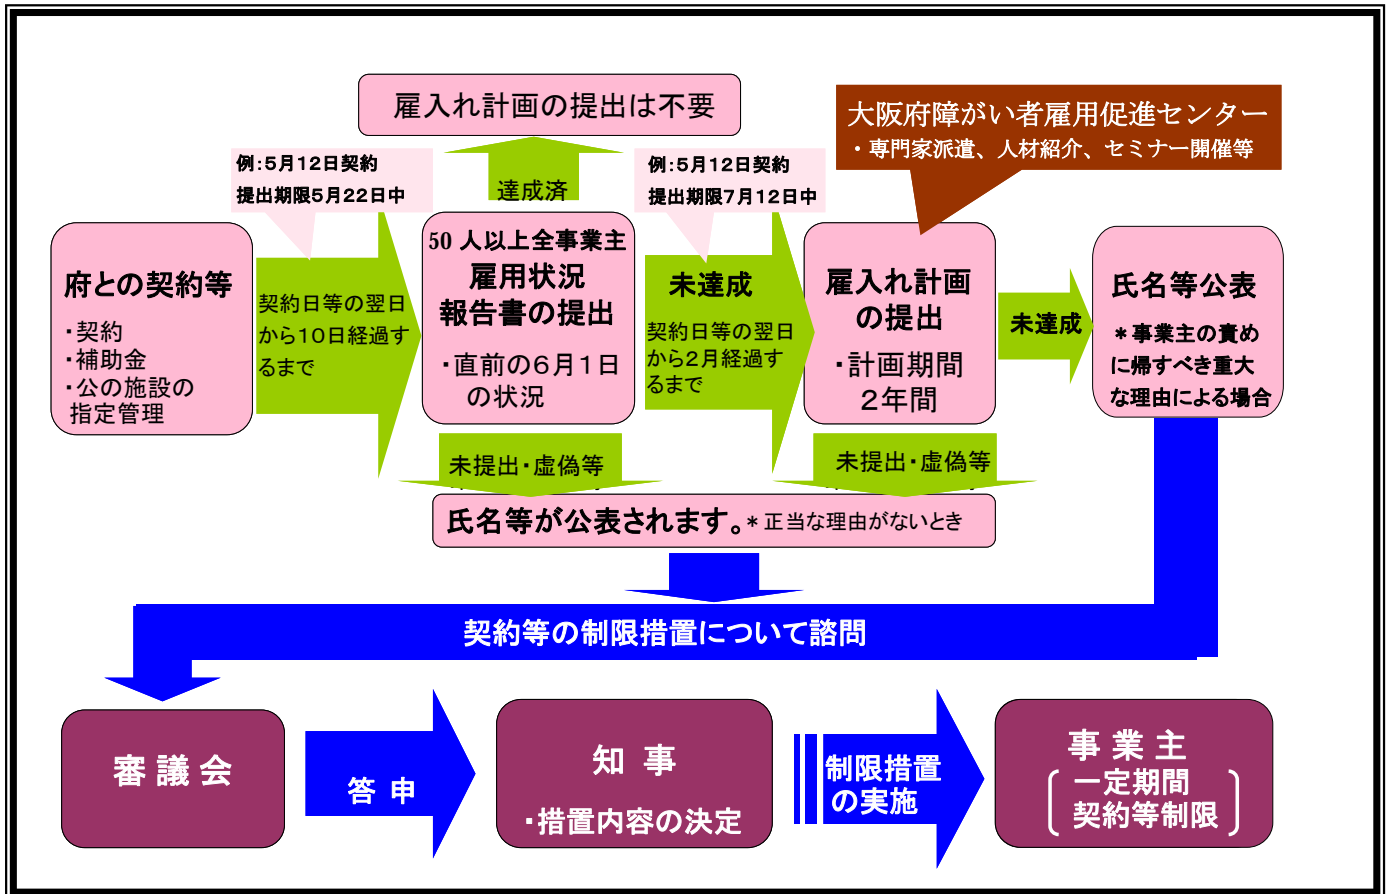 雇入れ計画の提出は不要
大阪府障がい者雇用促進センター
・専門家派遣、人材紹介、セミナー開催等
例：5月12日契約
提出期限5月22日中
達成済
例：5月12日契約
提出期限7月12日中
府との契約等
・契約
・補助金
・公の施設の
指定管理
契約日等の翌日
から10日経過す
るまで
50 人以上全事業主
雇用状況
報告書の提出
・直前の6月1日
の状況
未達成
契約日等の翌日
から2月経過す
るまで
雇入れ計画
の提出
・計画期間
2年間
未達成
氏名等公表
＊事業主の責め
に帰すべき重大
な理由による場合
未提出・虚偽等
未提出・虚偽等
氏名等が公表されます。＊正当な理由がないとき
契約等の制限措置について諮問
審議会
答申
知事
・措置内容の決定
制限措置
の実施
事業主
一定期間
契約等制限